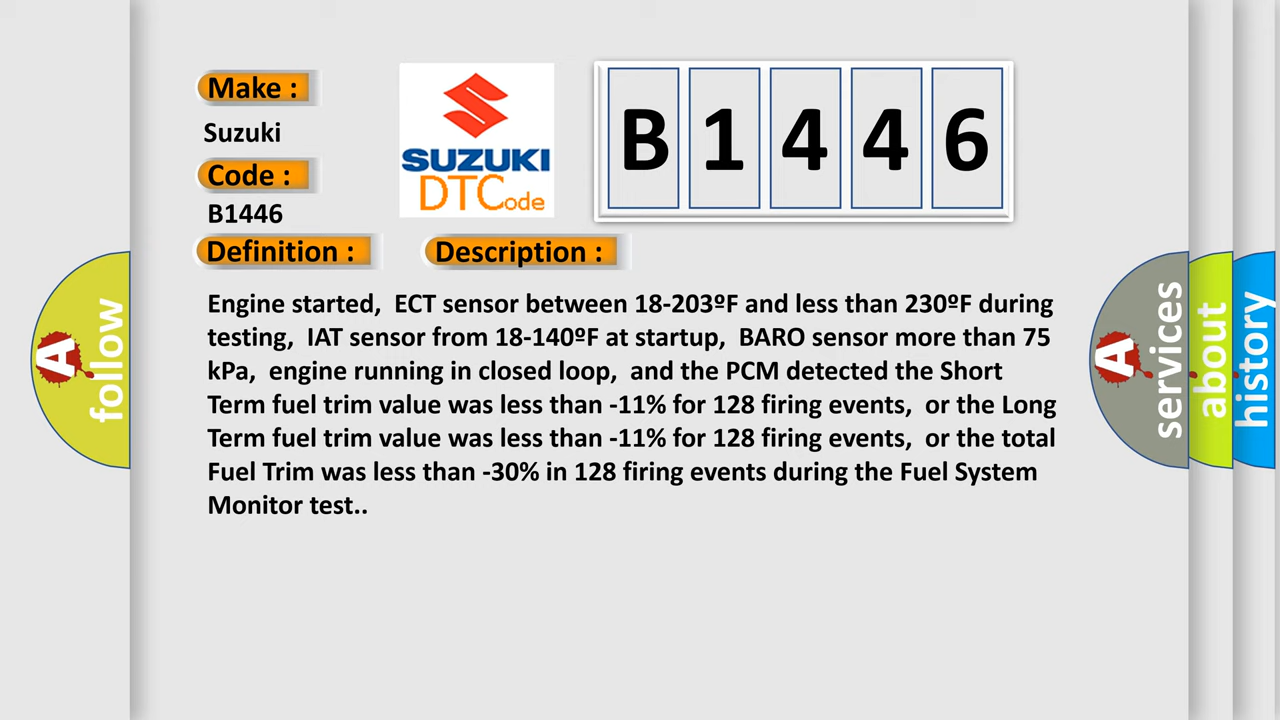 Make :
Suzuki
Code :
B1446
SUZUKI
DTCode
B1446
Definition :
Description :
Engine started, ECT sensor between 18-203ºF and less than 230ºF during
testing, IAT sensor from 18-140ºF at startup, BARO sensor more than 75
kPa, engine running in closed loop, and the PCM detected the Short
Term fuel trim value was less than -11% for 128 firing events, or the Long
Term fuel trim value was less than -11% for 128 firing events, or the total
Fuel Trim was less than -30% in 128 firing events during the Fuel System
Monitor test..
A
follow
A
services
about
history